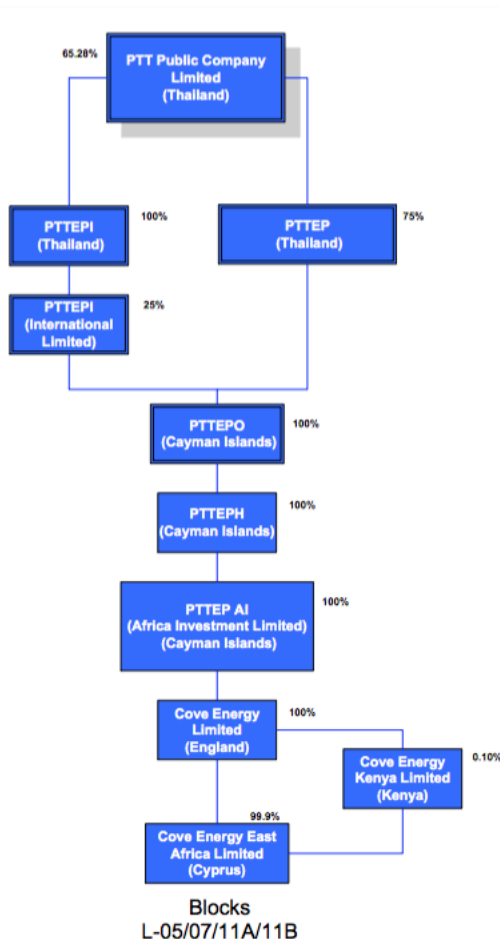 65.28%
PTT Public Company
Limited
(Thailand)
PTTEPI
(Thailand)
100%
PTTEP
(Thailand)
75%
PTTEPI
(International
Limited)
25%
PTTEPO
(Cayman Islands)
100%
PTTEPH
(Cayman Islands)
100%
PTTEP AI
(Africa Investment Limited)
(Cayman Islands)
100%
Cove Energy
Limited
(England)
100%
Cove Energy
Kenya Limited
(Kenya)
0.10%
99.9%
Cove Energy East
Africa Limited
(Cyprus)
Blocks
L-05/07/11A/11B